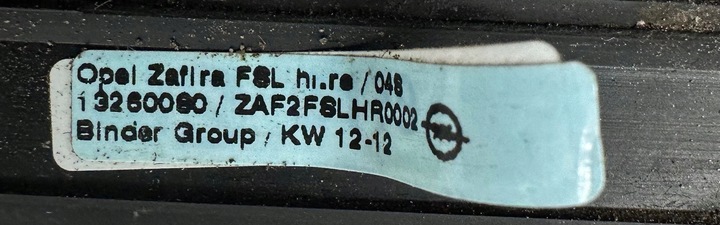 Opel Zafira FSL hi.re / 048
13260080 / ZAF2FSLHR0002
Binder Group / KW 12-12